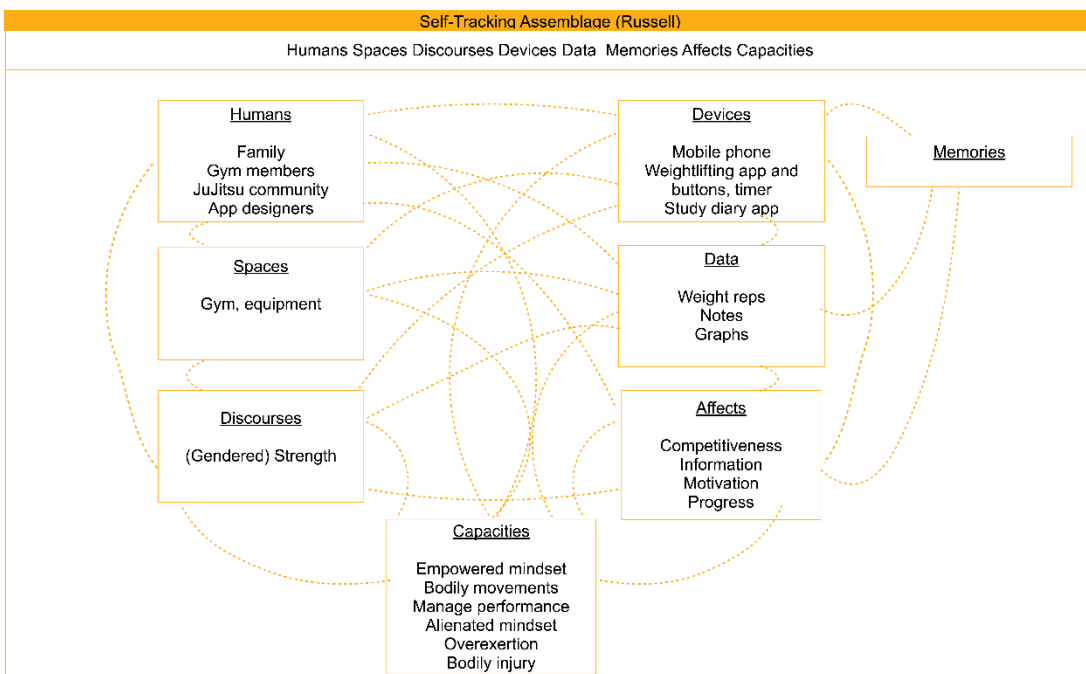 Self-Tracking Assemblage (Russell)
Humans Spaces Discourses Devices Data  Memories Affects Capacities
Humans
Family
Gym members
JuJitsu community
App designers
Devices
Mobile phone
Weightlifting app and
buttons, timer
Study diary app
Memories
Spaces
Gym, equipment
Data
Weight reps
Notes
Graphs
Discourses
(Gendered) Strength
Affects
Competitiveness
Information
Motivation
Progress
Capacities
Empowered mindset
Bodily movements
Manage performance
Alienated mindset
Overexertion
Bodily injury